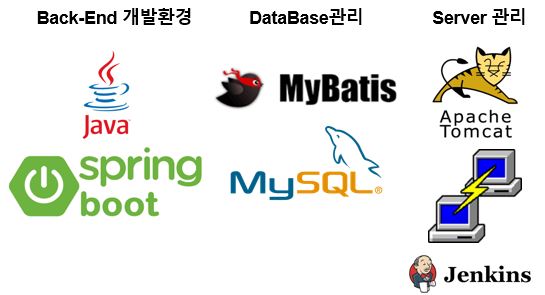 Back-End 개발환경
DataBase관리
Server 관리
Java
spring
boot
MyBatis
MySQL®
Apache
Tomcat
Jenkins